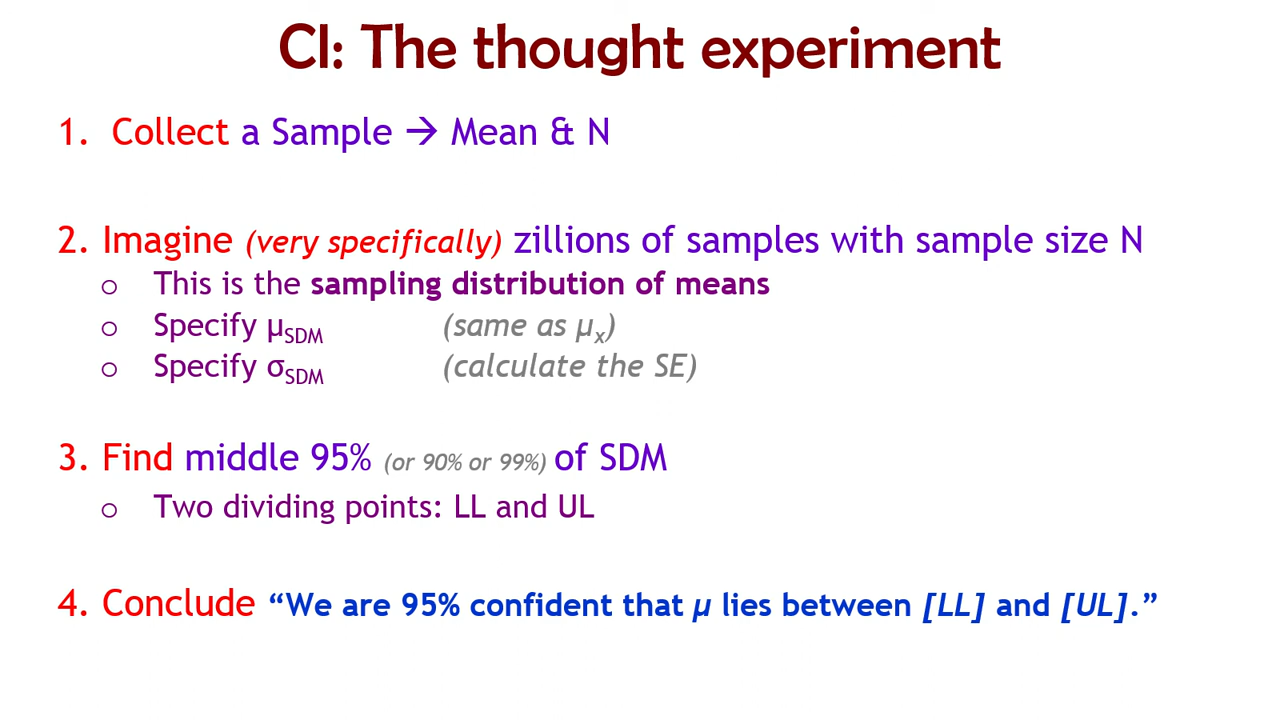 CI: The thought experiment
1. Collect a Sample → Mean & N
2. Imagine (very specifically) zillions of samples with sample size N
o This is the sampling distribution of means
o Specify μSDM (same as μx)
o Specify σSDM (calculate the SE)
3. Find middle 95% (or 90% or 99%) of SDM
o Two dividing points: LL and UL
4. Conclude “We are 95% confident that μ lies between [LL] and [UL].”